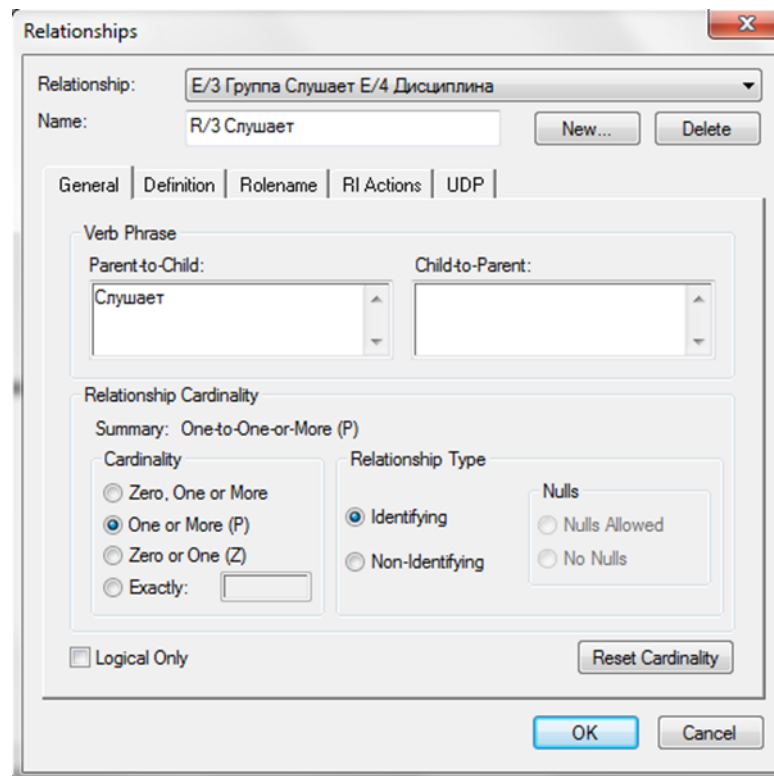 Relationships
Relationship: E/3 Группа Слушает E/4 Дисциплина
Name: R/3 Слушает New... Delete
General Definition Rolename RI Actions UDP
Verb Phrase
Parent-to-Child: Child-to-Parent:
Слушает
Relationship Cardinality
Summary: One-to-One-or-More (P)
Cardinality Relationship Type
Nulls
Zero, One or More
One or More (P) Identifying Nulls Allowed
Zero or One (Z) Non-Identifying No Nulls
Exactly:
Logical Only Reset Cardinality
OK Cancel